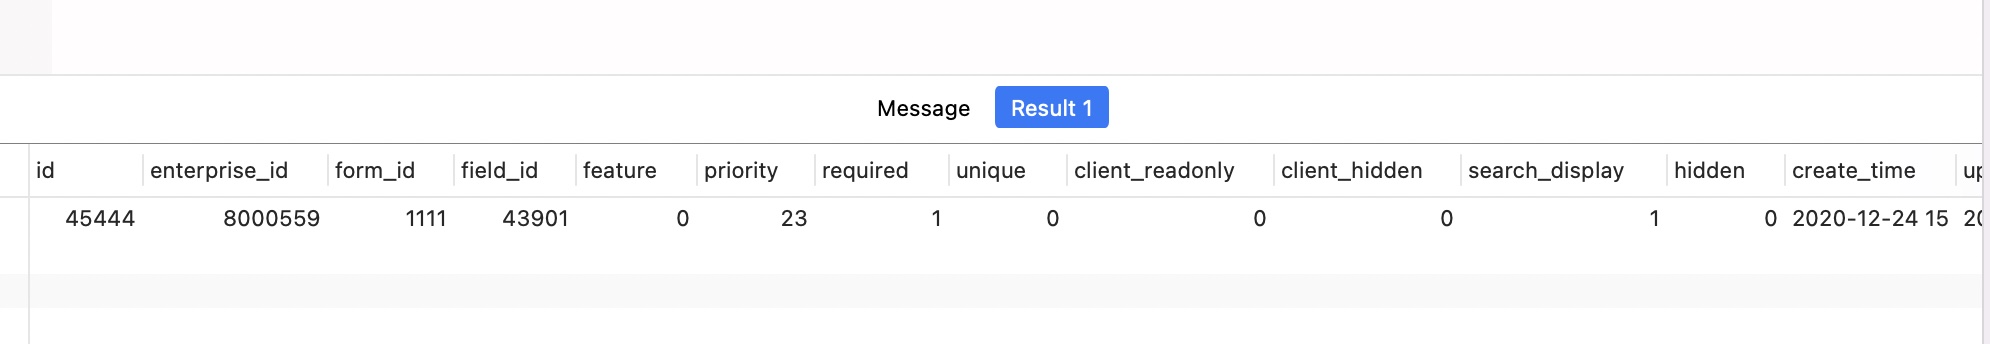 Message Result 1
id enterprise_id form_id field_id feature priority required unique client_readonly client_hidden search_display hidden create_time up
45444 8000559 1111 43901 0 23 1 0 0 0 1 0 2020-12-24 15 20